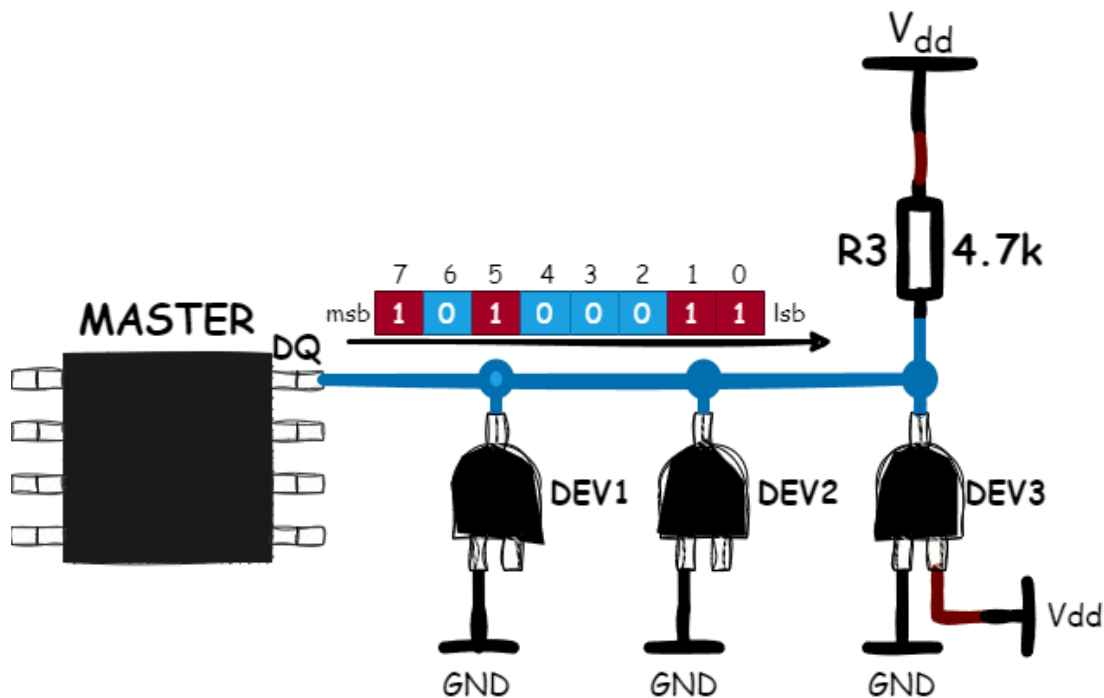 Vdd
R3 4.7k
7 6 5 4 3 2 1 0
msb 1 0 1 0 0 0 1 1 lsb
MASTER
DQ
DEV1 DEV2 DEV3
Vdd
GND GND GND